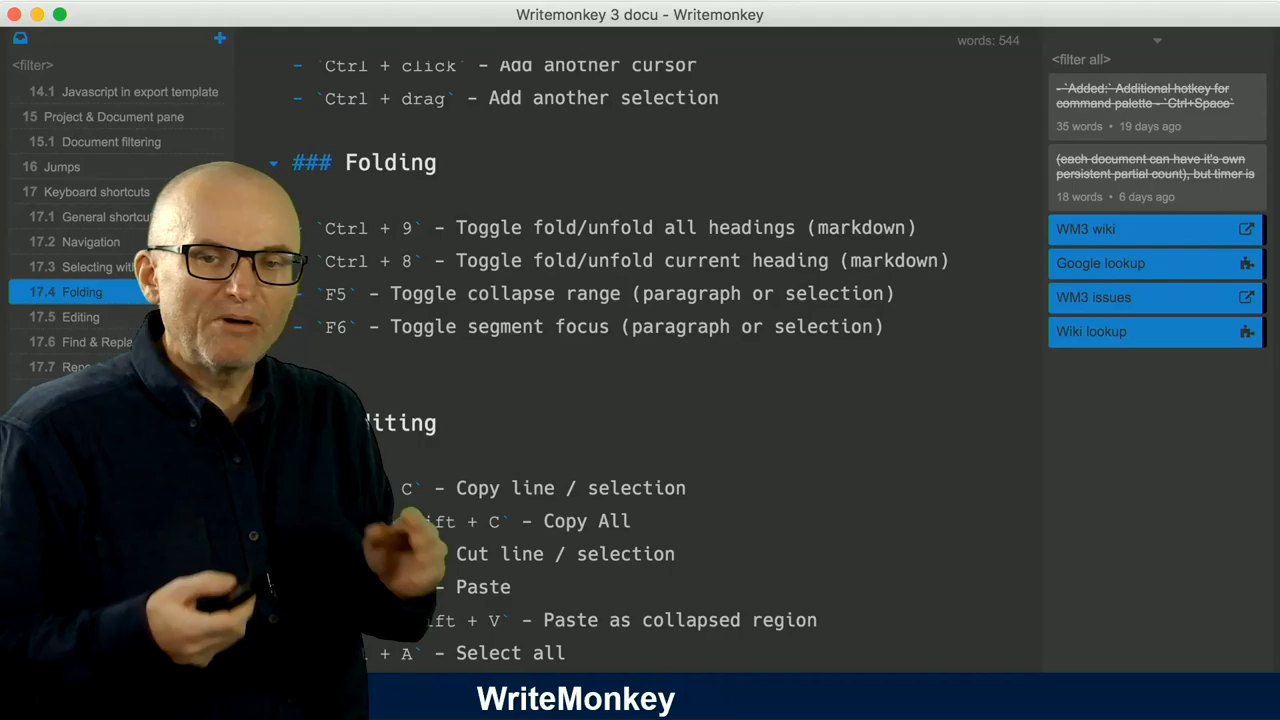 Writemonkey 3 docu - Writemonkey
<filter>
14.1 Javascript in export template
15 Project & Document pane
15.1 Document filtering
16 Jumps
17 Keyboard shortcuts
17.1 General shortcu
17.2 Navigation
17.3 Selecting wit
17.4 Folding
17.5 Editing
17.6 Find & Repla
17.7
words: 544
- `Ctrl + click` - Add another cursor
- `Ctrl + drag` - Add another selection
### Folding
`Ctrl + 9` - Toggle fold/unfold all headings (markdown)
`Ctrl + 8` - Toggle fold/unfold current heading (markdown)
- `F5` - Toggle collapse range (paragraph or selection)
- `F6` - Toggle segment focus (paragraph or selection)
diting
C` - Copy line / selection
ift + C` - Copy All
Cut line / selection
- Paste
ift + V` - Paste as collapsed region
+ A` - Select all
<filter all>
- `Added:` Additional hotkey for
command palette - `Ctrl+Space`
35 words • 19 days ago
(each document can have it's own
persistent partial count), but timer is
18 words • 6 days ago
WM3 wiki
Google lookup
WM3 issues
Wiki lookup
WriteMonkey